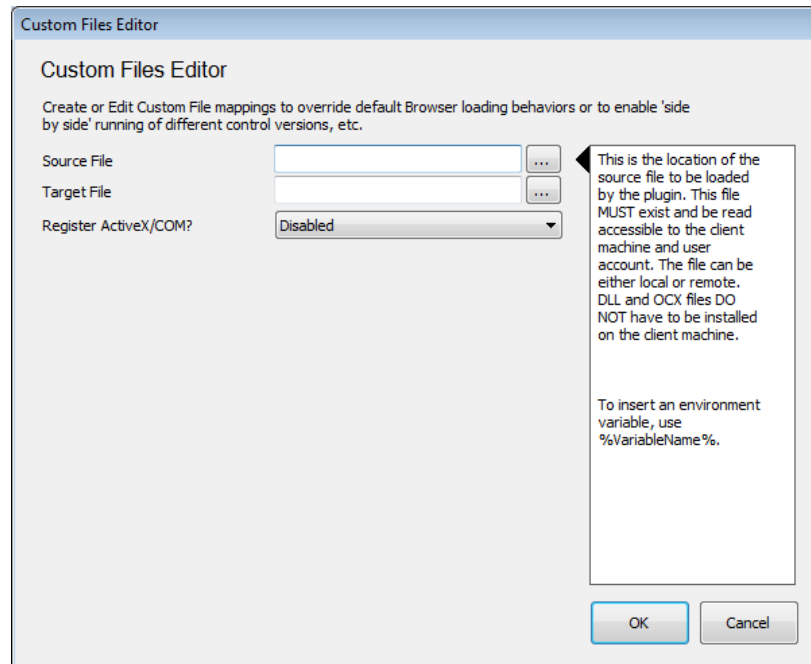 Custom Files Editor
Custom Files Editor
Create or Edit Custom File mappings to override default Browser loading behaviors or to enable 'side
by side' running of different control versions, etc.
Source File
...
Target File
...
Register ActiveX/COM?
Disabled
This is the location of the
source file to be loaded
by the plugin. This file
MUST exist and be read
accessible to the client
machine and user
account. The file can be
either local or remote.
DLL and OCX files DO
NOT have to be installed
on the client machine.
To insert an environment
variable, use
%VariableName%.
OK
Cancel